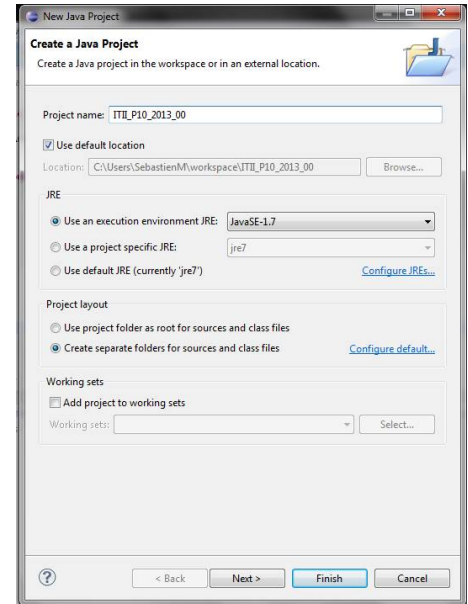 New Java Project
Create a Java Project
Create a Java project in the workspace or in an external location.
Project name: ITII_P10_2013_00
Use default location
Location: C:\Users\SebastienM\workspace\ITII_P10_2013_00 Browse...
JRE
Use an execution environment JRE: JavaSE-1.7
Use a project specific JRE: jre7
Use default JRE (currently 'jre7') Configure JREs...
Project layout
Use project folder as root for sources and class files
Create separate folders for sources and class files Configure default...
Working sets
Add project to working sets
Working sets: Select...
? < Back Next > Finish Cancel